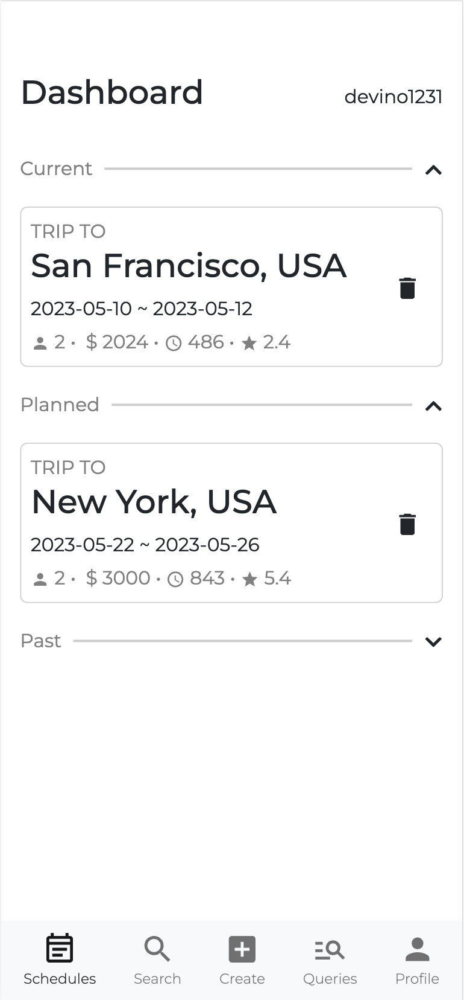 Dashboard devino1231
Current
TRIP TO
San Francisco, USA
2023-05-10 ~ 2023-05-12
2 · $ 2024 · 486 · 2.4
Planned
TRIP TO
New York, USA
2023-05-22 ~ 2023-05-26
2 · $ 3000 · 843 · 5.4
Past
Schedules Search Create Queries Profile